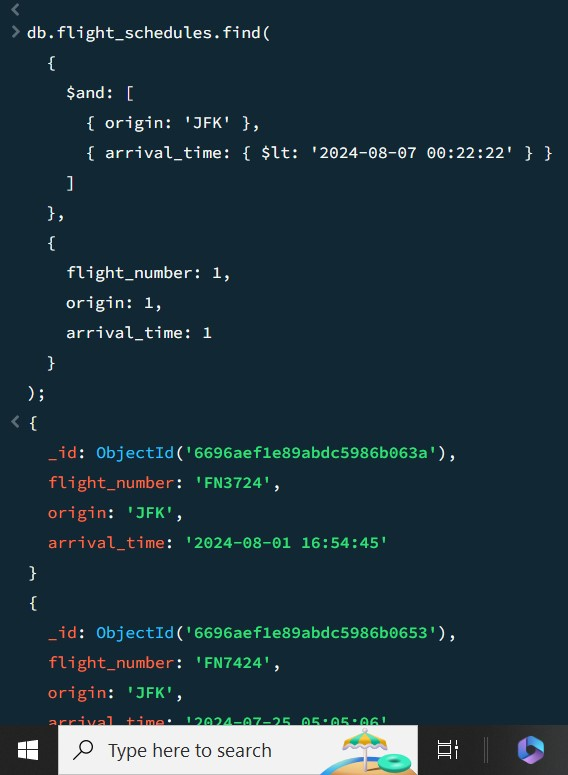 db.flight_schedules.find(
{
$and: [
{ origin: 'JFK' },
{ arrival_time: { $lt: '2024-08-07 00:22:22' } }
]
},
{
flight_number: 1,
origin: 1,
arrival_time: 1
}
);
{
_id: ObjectId('6696aef1e89abdc5986b063a'),
flight_number: 'FN3724',
origin: 'JFK',
arrival_time: '2024-08-01 16:54:45'
}
{
_id: ObjectId('6696aef1e89abdc5986b0653'),
flight_number: 'FN7424',
origin: 'JFK',
arrival_time: '2024-07-25 05:05:06'
Type here to search